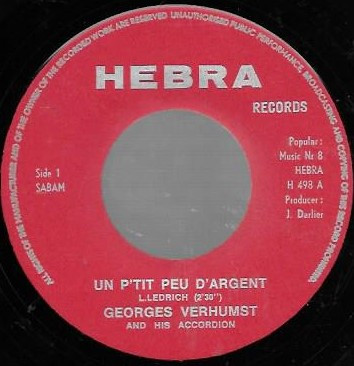 ALL RIGHTS OF THE MANUFACTURER AND OF THE OWNER OF THE RECORDED WORK ARE RESERVED UNAUTHORISED PUBLIC PERFORMANCE, BROADCASTING AND COPYING OF THIS RECORD PROHIBITED
HEBRA
RECORDS
Popular:
Music Nr 8
HEBRA
H 498 A
Producer:
J. Darlier
Side 1
SABAM
UN P'TIT PEU D'ARGENT
L.LEDRICH (2'30")
GEORGES VERHUMST
AND HIS ACCORDION